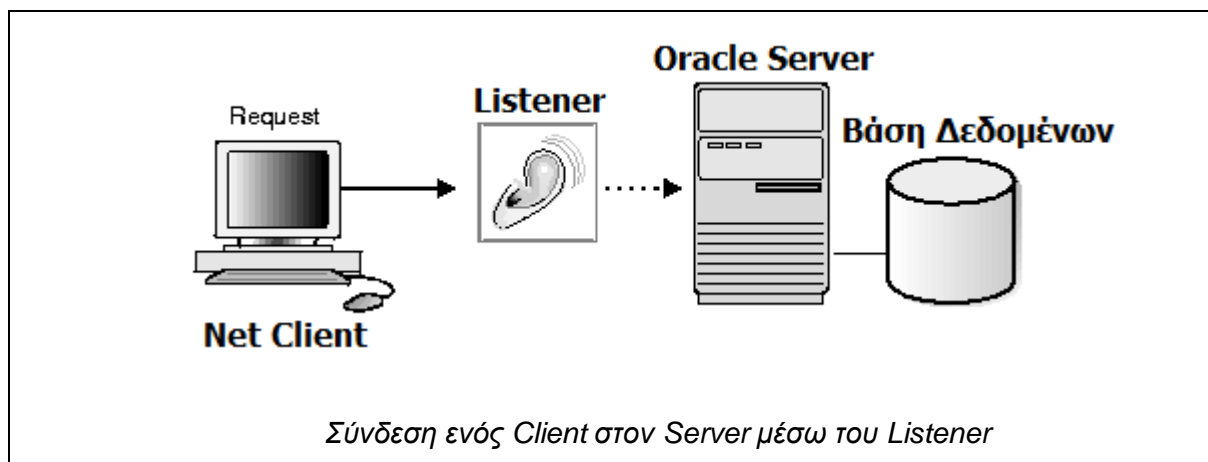 Oracle Server
Listener
Request
Βάση Δεδομένων
Net Client
Σύνδεση ενός Client στον Server μέσω του Listener